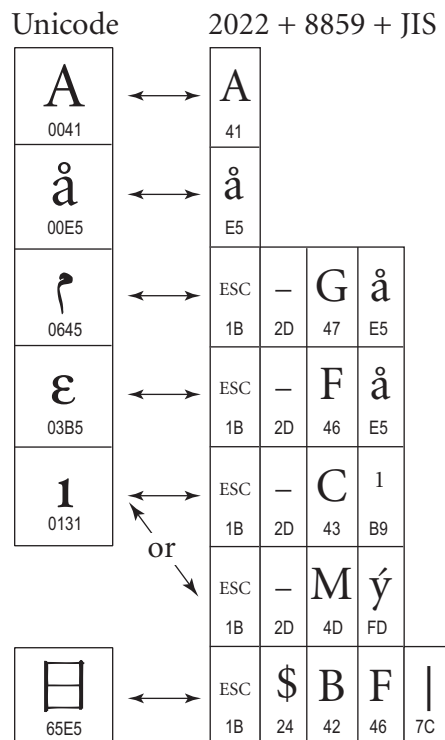 Unicode 2022 + 8859 + JIS
A A
0041 41
å å
00E5 E5
م ESC – G å
0645 1B 2D 47 E5
ε ESC – F å
03B5 1B 2D 46 E5
ı ESC – C ¹
0131 1B 2D 43 B9
or
ESC – M ý
1B 2D 4D FD
日 ESC $ B F |
65E5 1B 24 42 46 7C